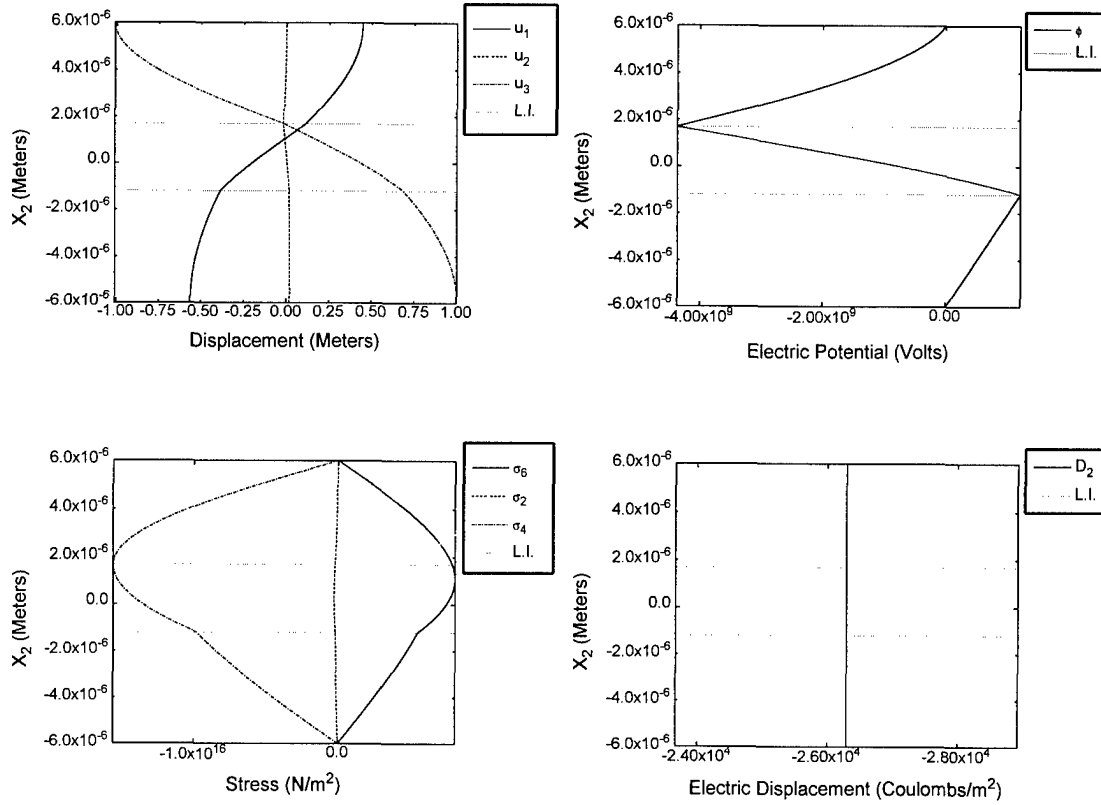 6.0x10⁻⁶
4.0x10⁻⁶
2.0x10⁻⁶
0.0
-2.0x10⁻⁶
-4.0x10⁻⁶
-6.0x10⁻⁶
X₂ (Meters)
-1.00 -0.75 -0.50 -0.25 0.00 0.25 0.50 0.75 1.00
Displacement (Meters)
u₁
u₂
u₃
L.I.
6.0x10⁻⁶
4.0x10⁻⁶
2.0x10⁻⁶
0.0
-2.0x10⁻⁶
-4.0x10⁻⁶
-6.0x10⁻⁶
X₂ (Meters)
-4.00x10⁹ -2.00x10⁹ 0.00
Electric Potential (Volts)
ϕ
L.I.
6.0x10⁻⁶
4.0x10⁻⁶
2.0x10⁻⁶
0.0
-2.0x10⁻⁶
-4.0x10⁻⁶
-6.0x10⁻⁶
X₂ (Meters)
-1.0x10¹⁶ 0.0
Stress (N/m²)
σ₆
σ₂
σ₄
L.I.
6.0x10⁻⁶
4.0x10⁻⁶
2.0x10⁻⁶
0.0
-2.0x10⁻⁶
-4.0x10⁻⁶
-6.0x10⁻⁶
X₂ (Meters)
-2.40x10⁴ -2.60x10⁴ -2.80x10⁴
Electric Displacement (Coulombs/m²)
D₂
L.I.